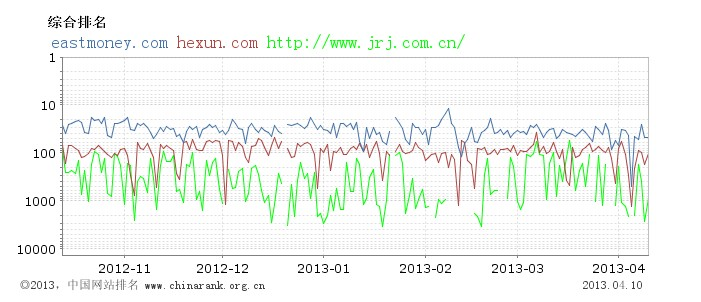 综合排名
eastmoney.com hexun.com http://www.jrj.com.cn/
1
10
100
1000
10000
2012-11 2012-12 2013-01 2013-02 2013-03 2013-04
©2013，中国网站排名 www.chinarank.org.cn 2013.04.10